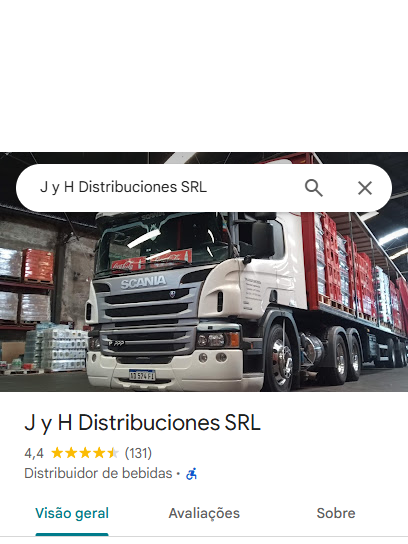 J y H Distribuciones SRL
SCANIA
J y H Distribuciones SRL
4,4 (131)
Distribuidor de bebidas ·
Visão geral
Avaliações
Sobre